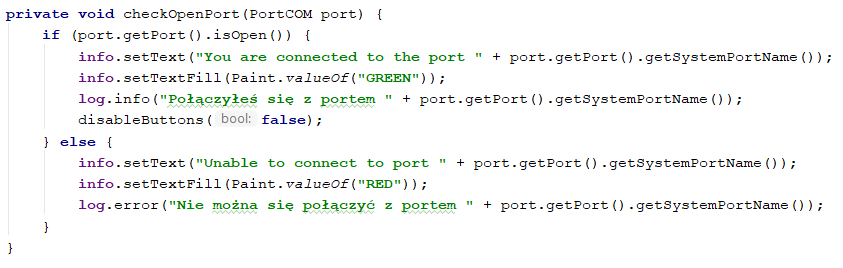 private void checkOpenPort(PortCOM port) {
    if (port.getPort().isOpen()) {
        info.setText("You are connected to the port " + port.getPort().getSystemPortName());
        info.setTextFill(Paint.valueOf("GREEN"));
        log.info("Połączyłeś się z portem " + port.getPort().getSystemPortName());
        disableButtons( bool: false);
    } else {
        info.setText("Unable to connect to port " + port.getPort().getSystemPortName());
        info.setTextFill(Paint.valueOf("RED"));
        log.error("Nie można się połączyć z portem " + port.getPort().getSystemPortName());
    }
}